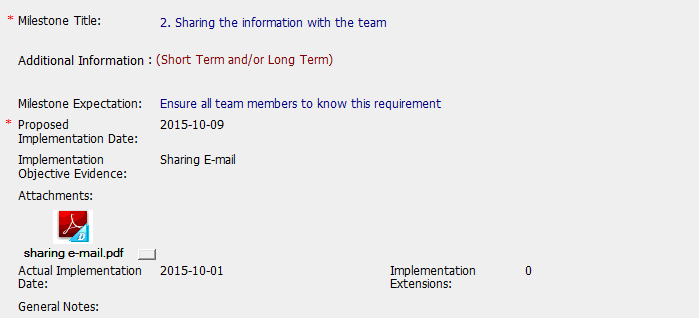 * Milestone Title: 2. Sharing the information with the team
Additional Information : (Short Term and/or Long Term)
Milestone Expectation: Ensure all team members to know this requirement
* Proposed 2015-10-09
Implementation Date:
Implementation Sharing E-mail
Objective Evidence:
Attachments:
sharing e-mail.pdf
Actual Implementation 2015-10-01 Implementation 0
Date: Extensions:
General Notes: